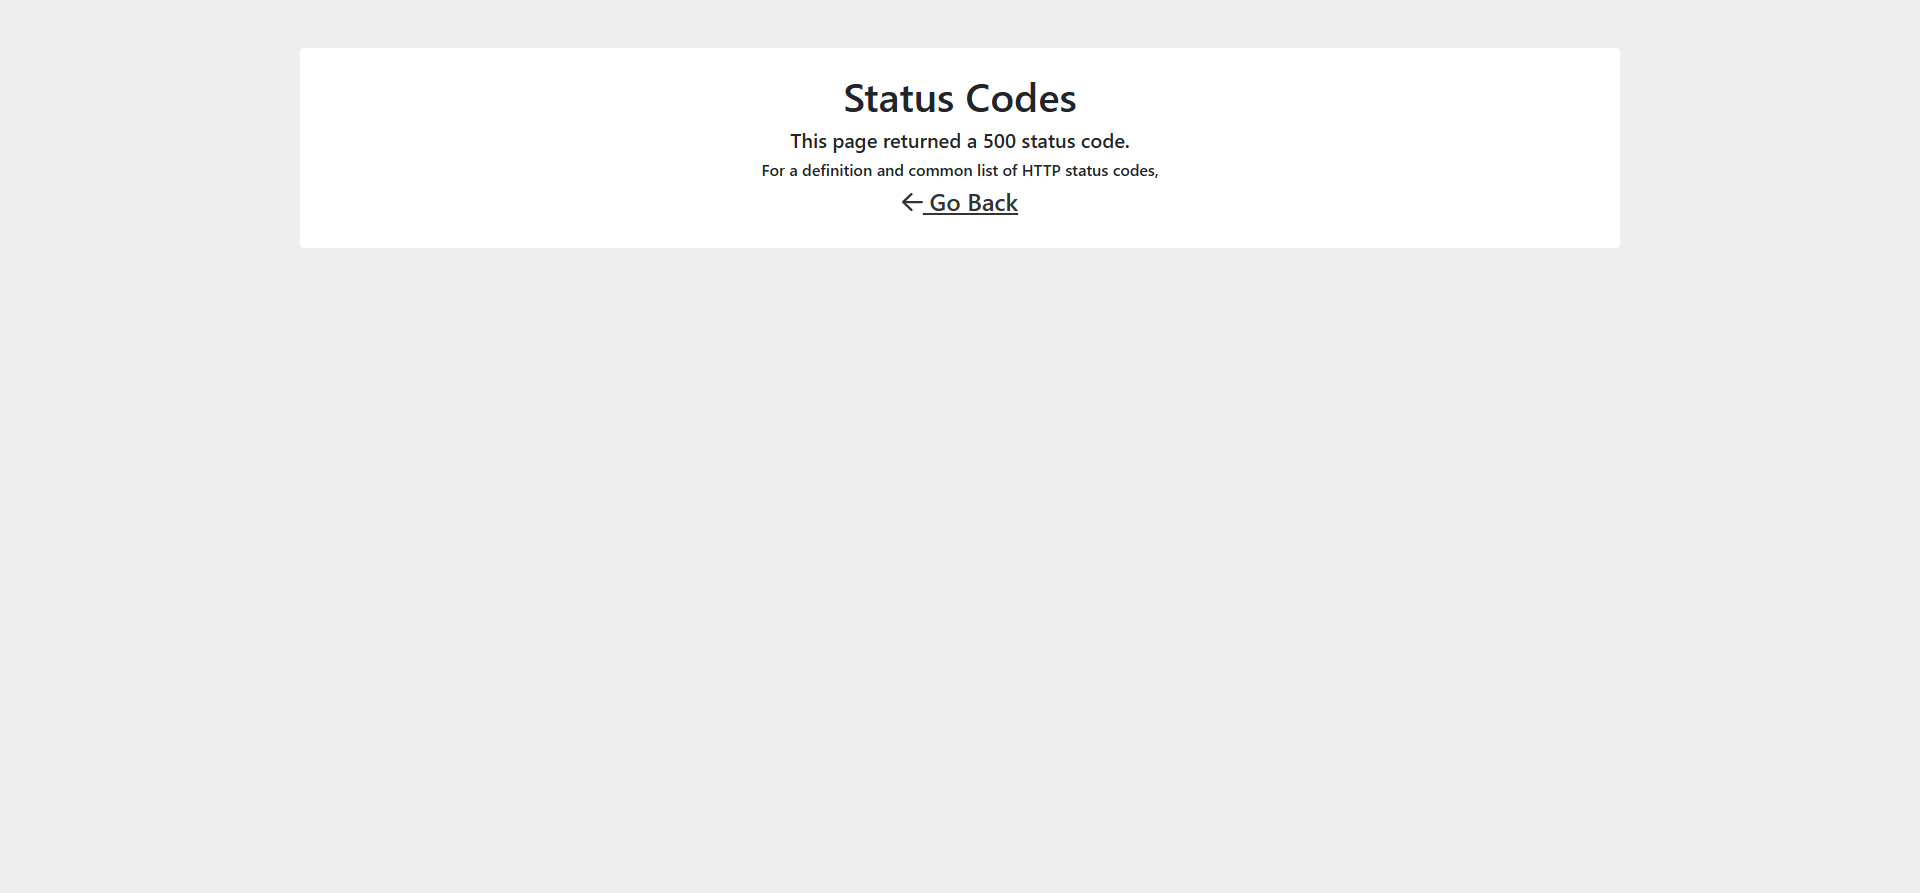 Status Codes
This page returned a 500 status code.
For a definition and common list of HTTP status codes,
Go Back